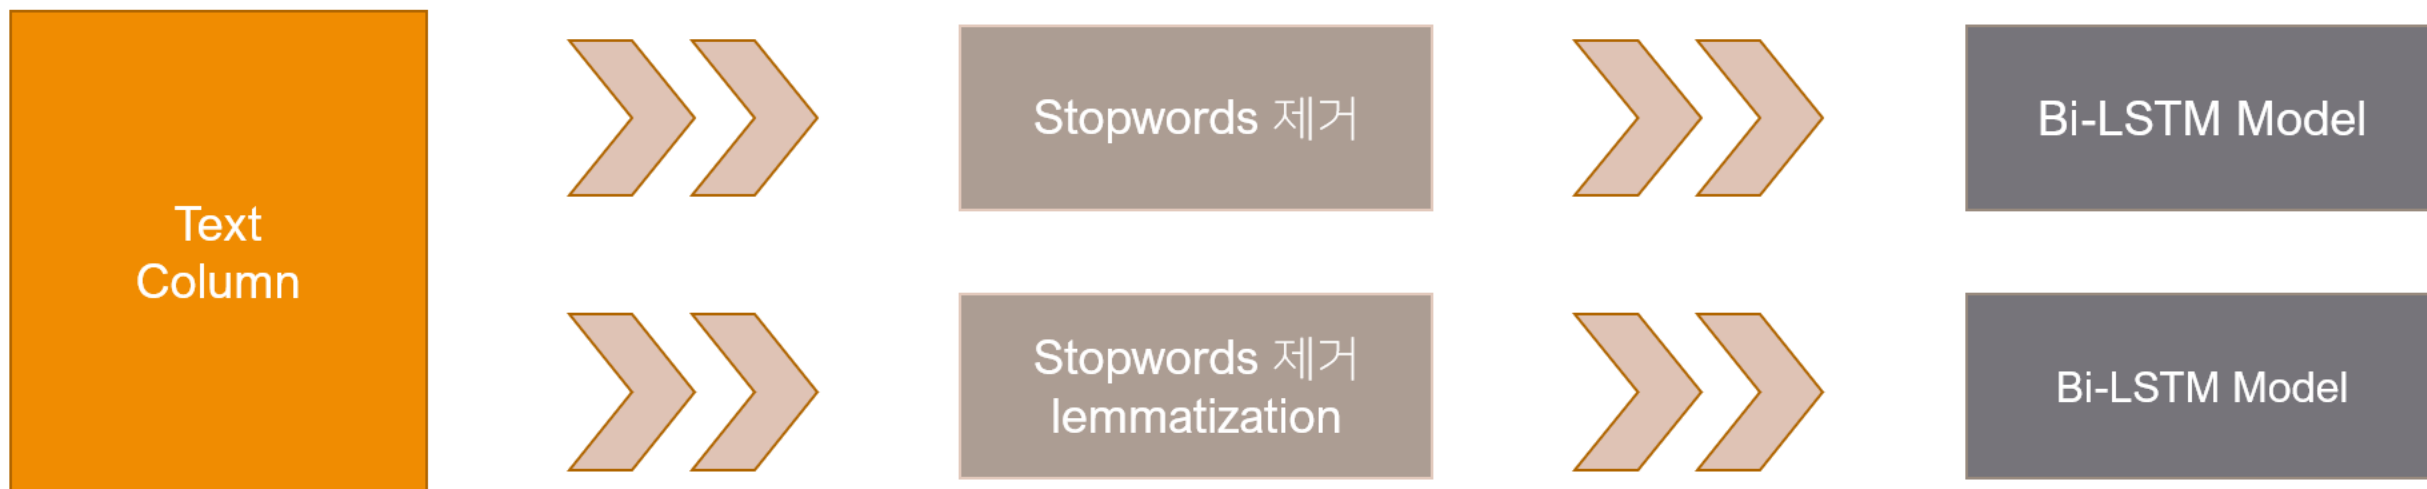 Text
Column
Stopwords 제거
Bi-LSTM Model
Stopwords 제거
lemmatization
Bi-LSTM Model